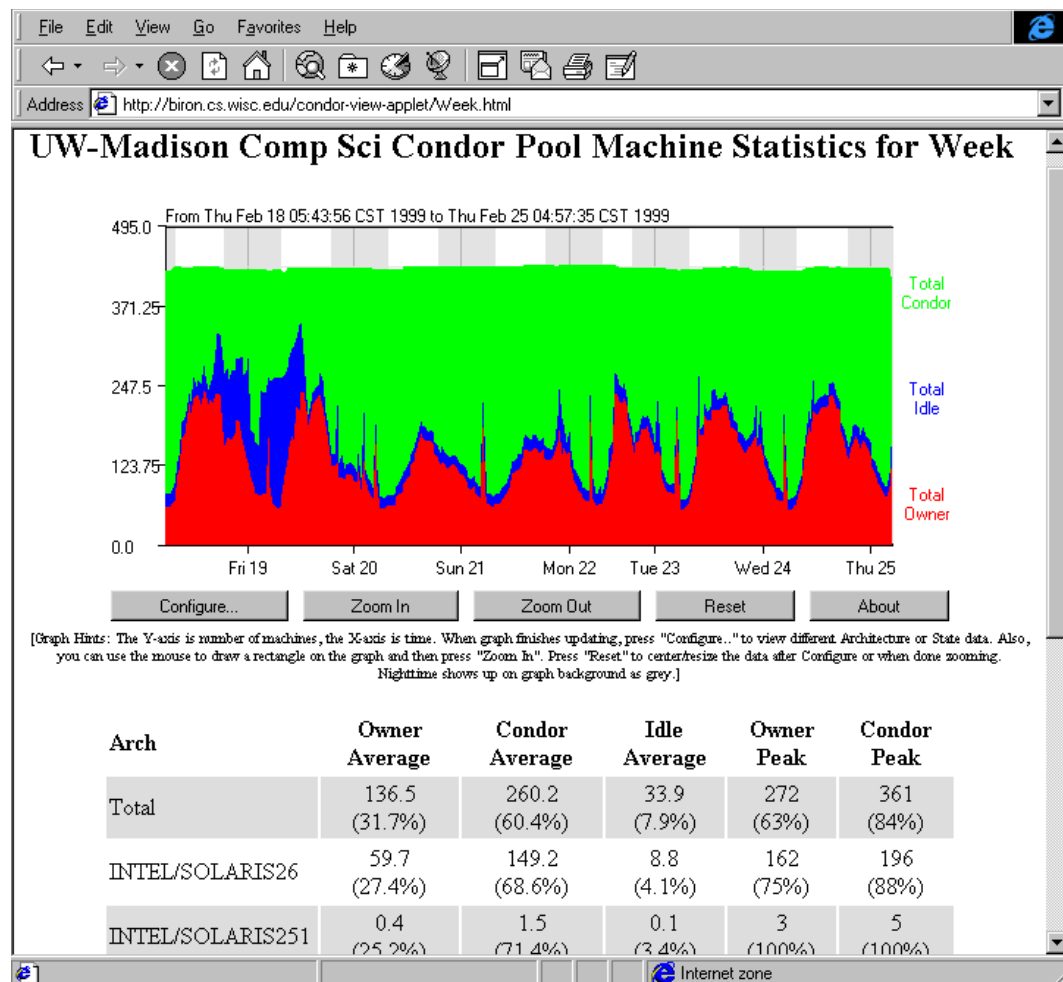 File Edit View Go Favorites Help
Address http://biron.cs.wisc.edu/condor-view-applet/Week.html
UW-Madison Comp Sci Condor Pool Machine Statistics for Week
From Thu Feb 18 05:43:56 CST 1999 to Thu Feb 25 04:57:35 CST 1999
495.0
371.25
247.5
123.75
0.0
Total
Condor
Total
Idle
Total
Owner
Fri 19 Sat 20 Sun 21 Mon 22 Tue 23 Wed 24 Thu 25
Configure... Zoom In Zoom Out Reset About
[Graph Hints: The Y-axis is number of machines, the X-axis is time. When graph finishes updating, press "Configure.." to view different Architecture or State data. Also,
you can use the mouse to draw a rectangle on the graph and then press "Zoom In". Press "Reset" to center/resize the data after Configure or when done zooming.
Nighttime shows up on graph background as grey.]
Arch Owner Condor Idle Owner Condor
Average Average Average Peak Peak
Total 136.5 260.2 33.9 272 361
(31.7%) (60.4%) (7.9%) (63%) (84%)
INTEL/SOLARIS26 59.7 149.2 8.8 162 196
(27.4%) (68.6%) (4.1%) (75%) (88%)
INTEL/SOLARIS251 0.4 1.5 0.1 3 5
(25.2%) (71.4%) (3.4%) (100%) (100%)
Internet zone